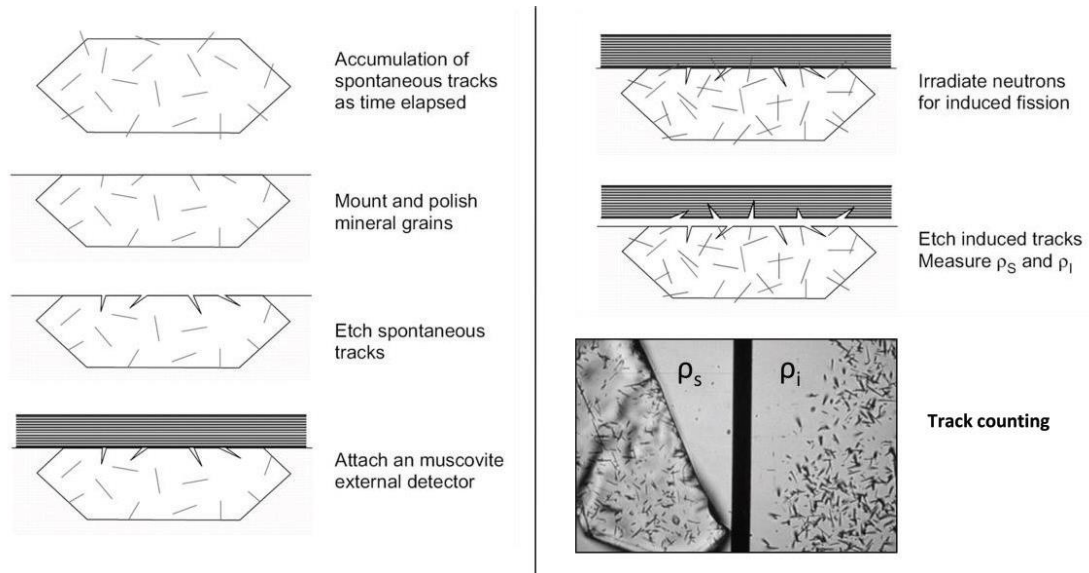 Accumulation of
spontaneous tracks
as time elapsed
Mount and polish
mineral grains
Etch spontaneous
tracks
Attach an muscovite
external detector
Irradiate neutrons
for induced fission
Etch induced tracks
Measure ρS and ρI
ρs
ρi
Track counting